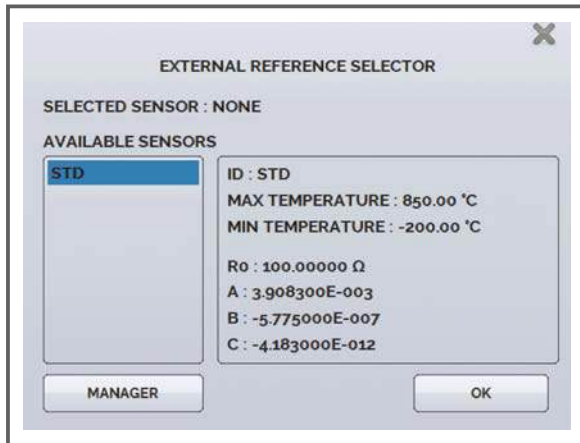 EXTERNAL REFERENCE SELECTOR
SELECTED SENSOR : NONE
AVAILABLE SENSORS
STD
ID : STD
MAX TEMPERATURE : 850.00 °C
MIN TEMPERATURE : -200.00 °C
R0 : 100.00000 Ω
A : 3.908300E-003
B : -5.775000E-007
C : -4.183000E-012
MANAGER
OK